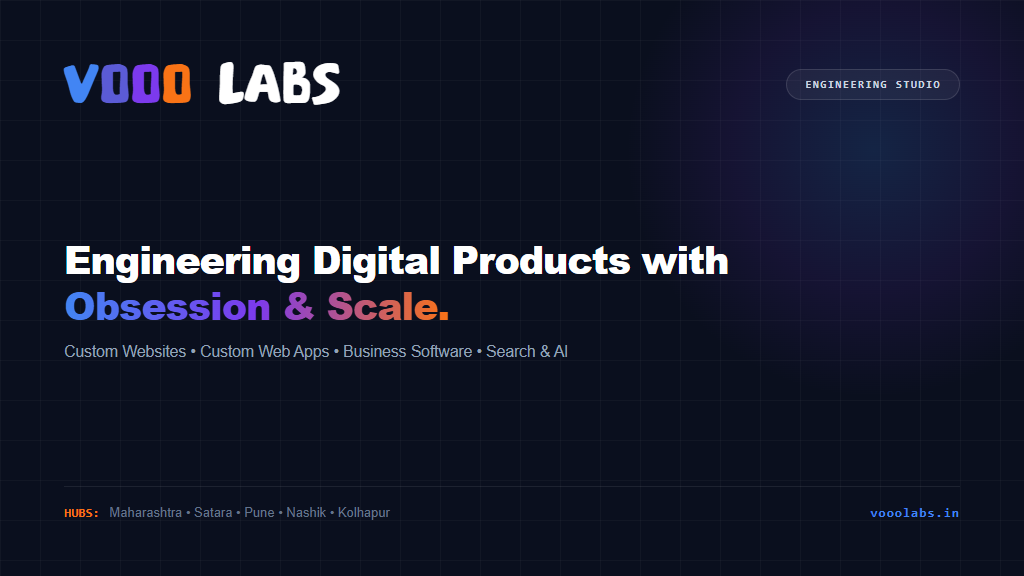 VOOO LABS
ENGINEERING STUDIO
Engineering Digital Products with
Obsession & Scale.
Custom Websites • Custom Web Apps • Business Software • Search & AI
HUBS: Maharashtra • Satara • Pune • Nashik • Kolhapur
vooolabs.in